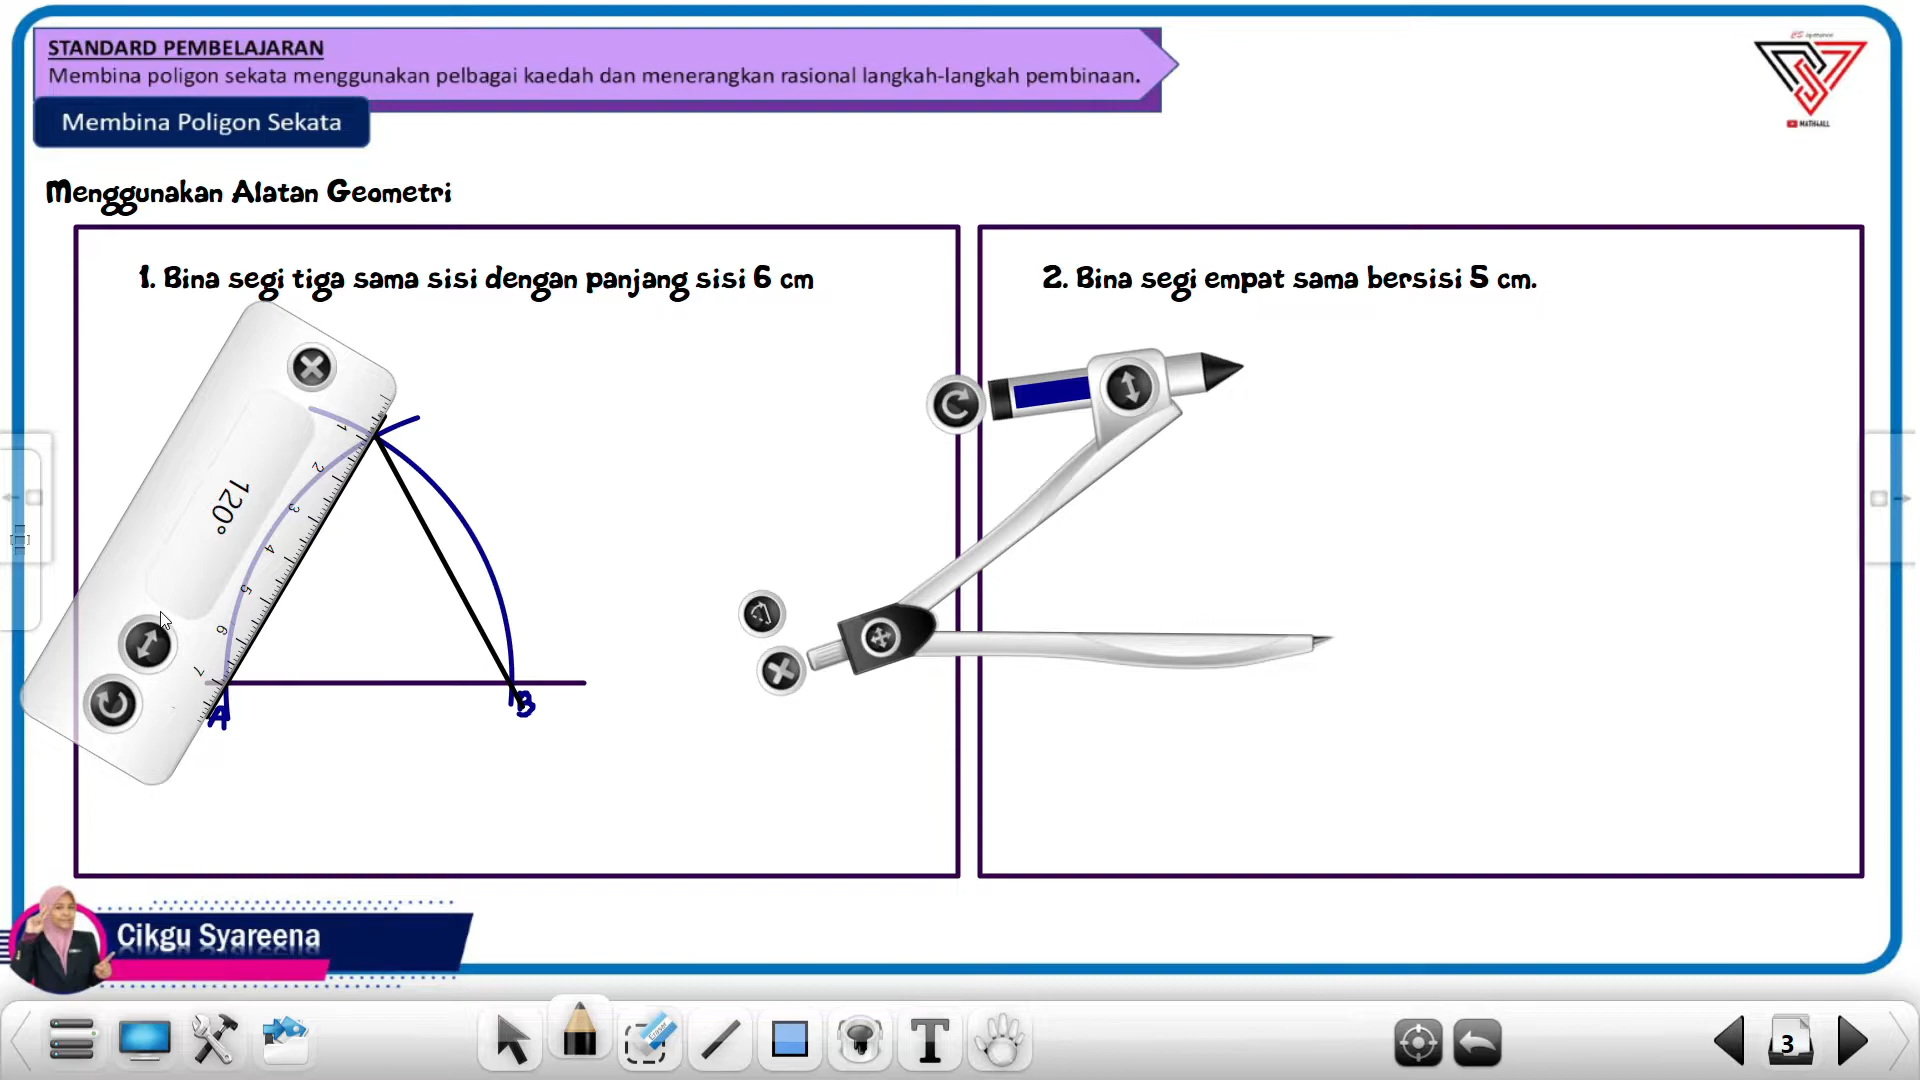 STANDARD PEMBELAJARAN
Membina poligon sekata menggunakan pelbagai kaedah dan menerangkan rasional langkah-langkah pembinaan.
Membina Poligon Sekata
MATH4ALL
Menggunakan Alatan Geometri
1. Bina segi tiga sama sisi dengan panjang sisi 6 cm
2. Bina segi empat sama bersisi 5 cm.
1
2
3
4
5
6
7
120°
A
B
Cikgu Syareena
Eraser
T
3